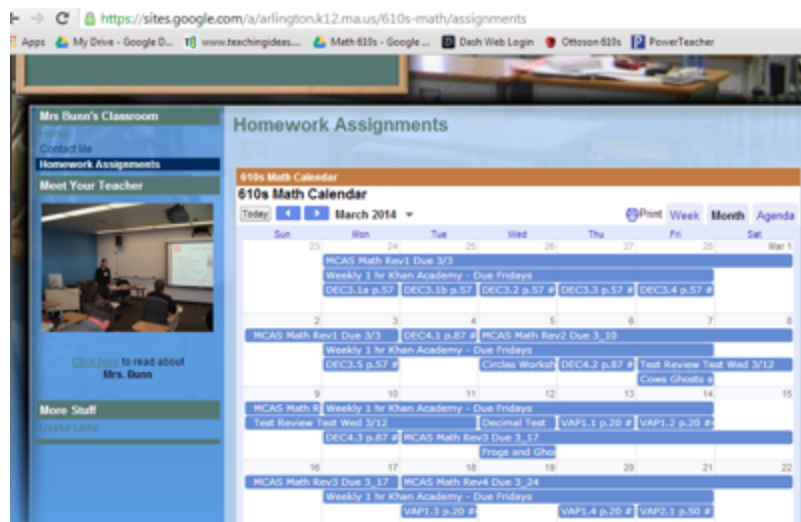 https://sites.google.com/a/arlington.k12.ma.us/610s-math/assignments
Apps My Drive - Google D... www.teachingideas.... Math 610s - Google ... Dash Web Login Ottoson 610s PowerTeacher
Mrs Bunn's Classroom
Home
Contact Me
Homework Assignments
Meet Your Teacher
Click here to read about
Mrs. Bunn
More Stuff
Useful Links
Homework Assignments
610s Math Calendar
610s Math Calendar
Today March 2014 Print Week Month Agenda
Sun Mon Tue Wed Thu Fri Sat
23 24 25 26 27 28 Mar 1
MCAS Math Rev1 Due 3/3
Weekly 1 hr Khan Academy - Due Fridays
DEC3.1a p.57 DEC3.1b p.57 DEC3.2 p.57 # DEC3.3 p.57 # DEC3.4 p.57 #
2 3 4 5 6 7 8
MCAS Math Rev1 Due 3/3 DEC4.1 p.87 # MCAS Math Rev2 Due 3_10
Weekly 1 hr Khan Academy - Due Fridays
DEC3.5 p.57 # Circles Worksh DEC4.2 p.87 # Test Review Test Wed 3/12
Cows Ghosts a
9 10 11 12 13 14 15
MCAS Math R Weekly 1 hr Khan Academy - Due Fridays
Test Review Test Wed 3/12 Decimal Test VAP1.1 p.20 # VAP1.2 p.20 #
DEC4.3 p.87 # MCAS Math Rev3 Due 3_17
Frogs and Ghos
16 17 18 19 20 21 22
MCAS Math Rev3 Due 3_17 MCAS Math Rev4 Due 3_24
Weekly 1 hr Khan Academy - Due Fridays
VAP1.3 p.20 # VAP1.4 p.20 # VAP2.1 p.50 #